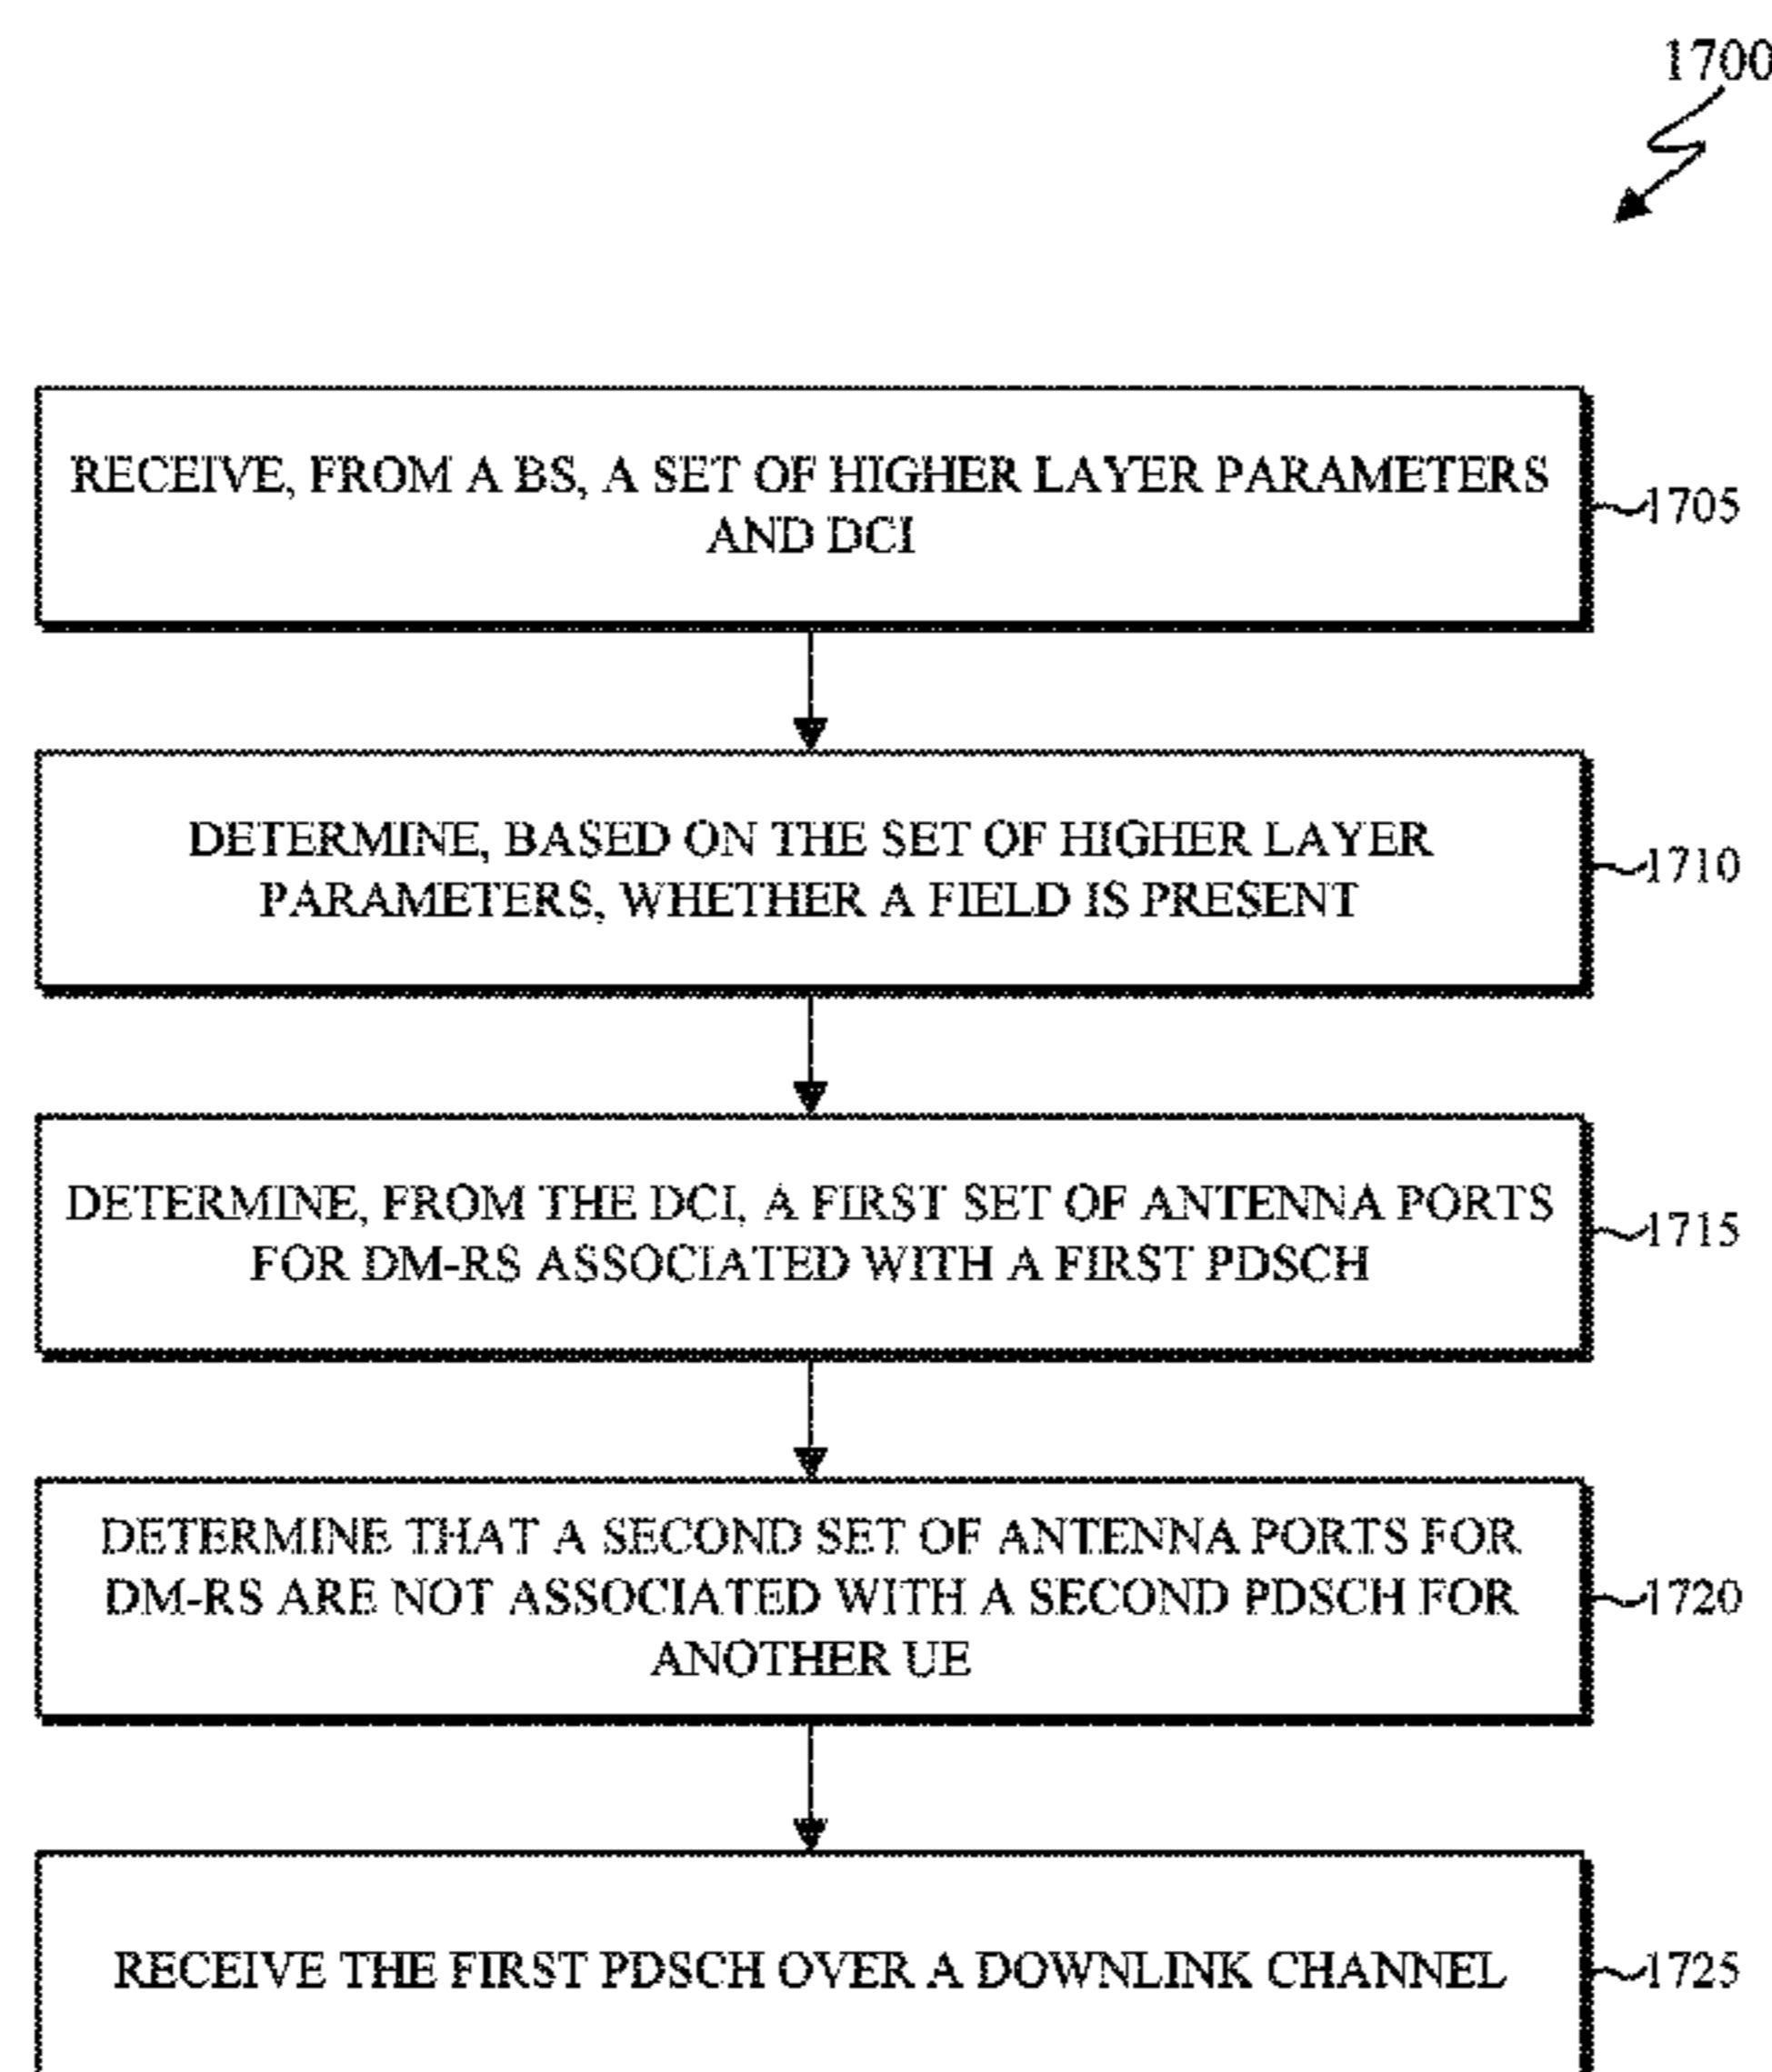 1700
RECEIVE, FROM A BS, A SET OF HIGHER LAYER PARAMETERS
AND DCI
1705
DETERMINE, BASED ON THE SET OF HIGHER LAYER
PARAMETERS, WHETHER A FIELD IS PRESENT
1710
DETERMINE, FROM THE DCI, A FIRST SET OF ANTENNA PORTS
FOR DM-RS ASSOCIATED WITH A FIRST PDSCH
1715
DETERMINE THAT A SECOND SET OF ANTENNA PORTS FOR
DM-RS ARE NOT ASSOCIATED WITH A SECOND PDSCH FOR
ANOTHER UE
1720
RECEIVE THE FIRST PDSCH OVER A DOWNLINK CHANNEL
1725